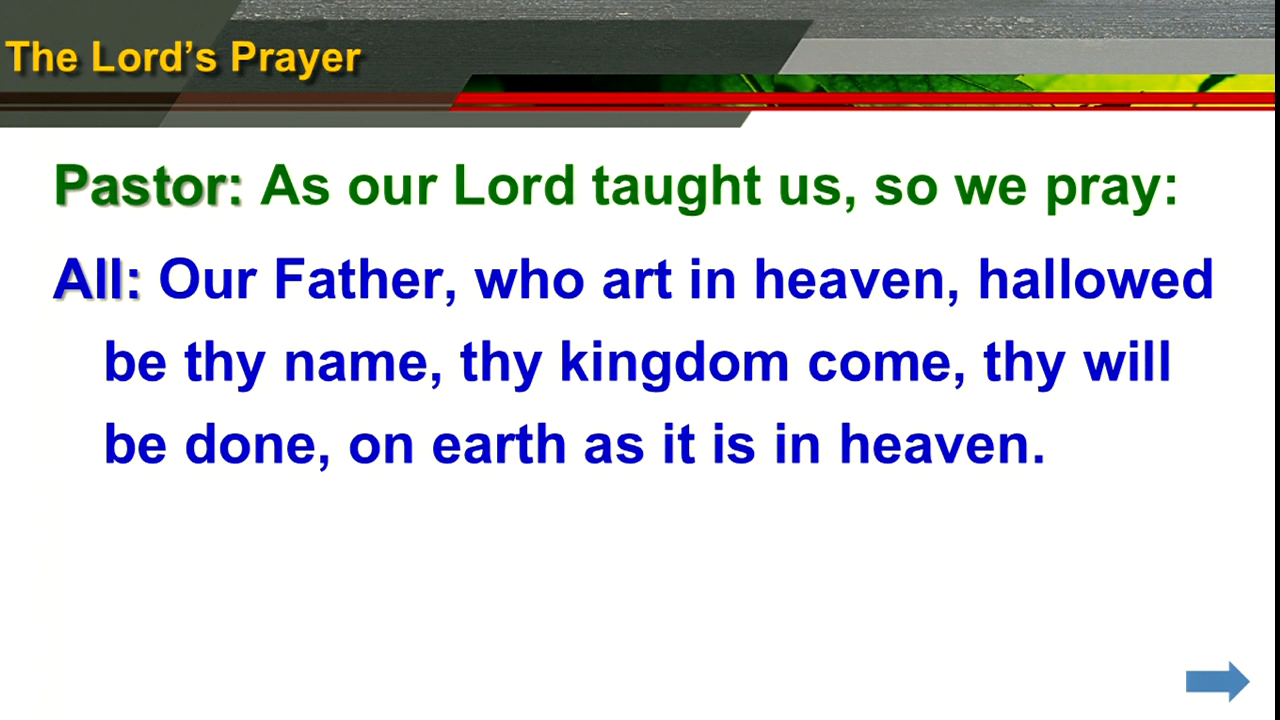 The Lord’s Prayer
Pastor: As our Lord taught us, so we pray:
All: Our Father, who art in heaven, hallowed
be thy name, thy kingdom come, thy will
be done, on earth as it is in heaven.